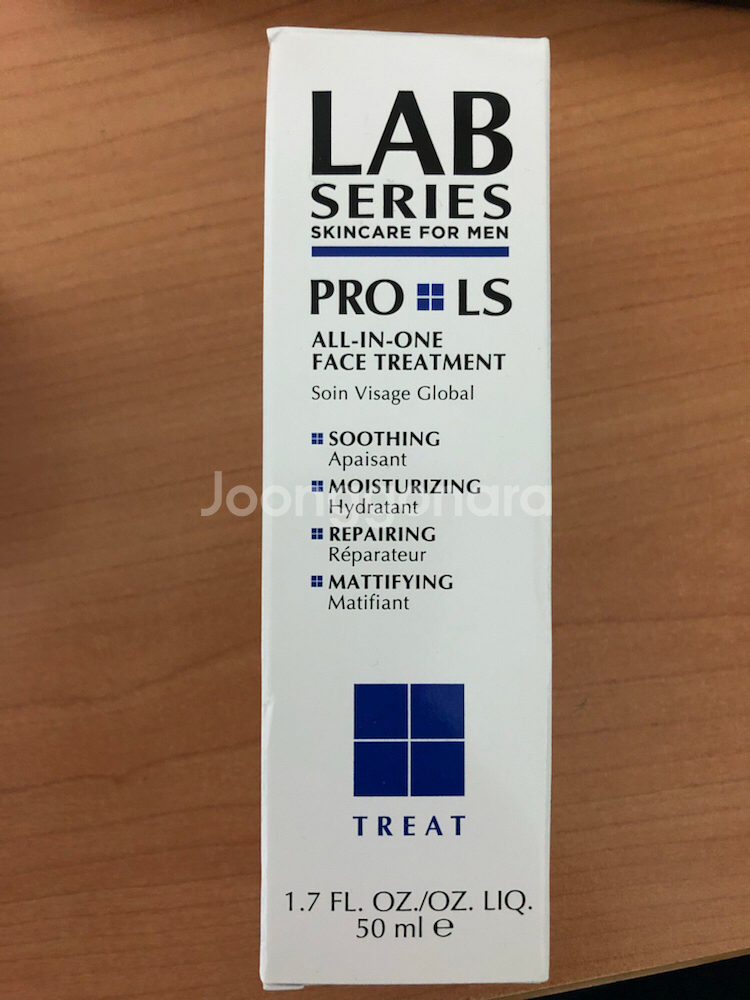 LAB
SERIES
SKINCARE FOR MEN
PRO LS
ALL-IN-ONE
FACE TREATMENT
Soin Visage Global
SOOTHING
Apaisant
MOISTURIZING
Hydratant
REPAIRING
Réparateur
MATTIFYING
Matifiant
Joonggonara
TREAT
1.7 FL. OZ./OZ. LIQ.
50 ml e